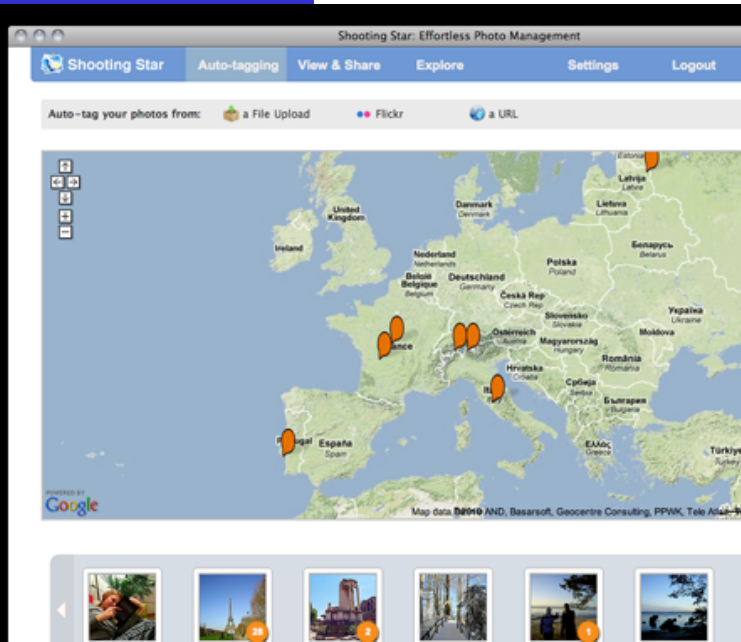 Shooting Star: Effortless Photo Management
Shooting Star Auto-tagging View & Share Explore Settings Logout
Auto-tag your photos from: a File Upload Flickr a URL
Estonia
Latvija
Latvia
United Kingdom
Danmark
Denmark
Lietuva
Lithuania
Ireland
Nederland
Netherlands
Polska
Poland
Беларусь
Belarus
België
Belgique
Belgium
Deutschland
Germany
Česká Rep
Czech Rep
Slovensko
Slovakia
Україна
Ukraine
Österreich
Austria
Magyarország
Hungary
Moldova
România
Romania
Hrvatska
Croatia
Србија
Serbia
България
Bulgaria
Italy
España
Spain
Ελλάς
Greece
Türkiye
Turkey
POWERED BY
Google
Map data ©2010 AND, Basarsoft, Geocentre Consulting, PPWK, Tele Atlas
28 2 1